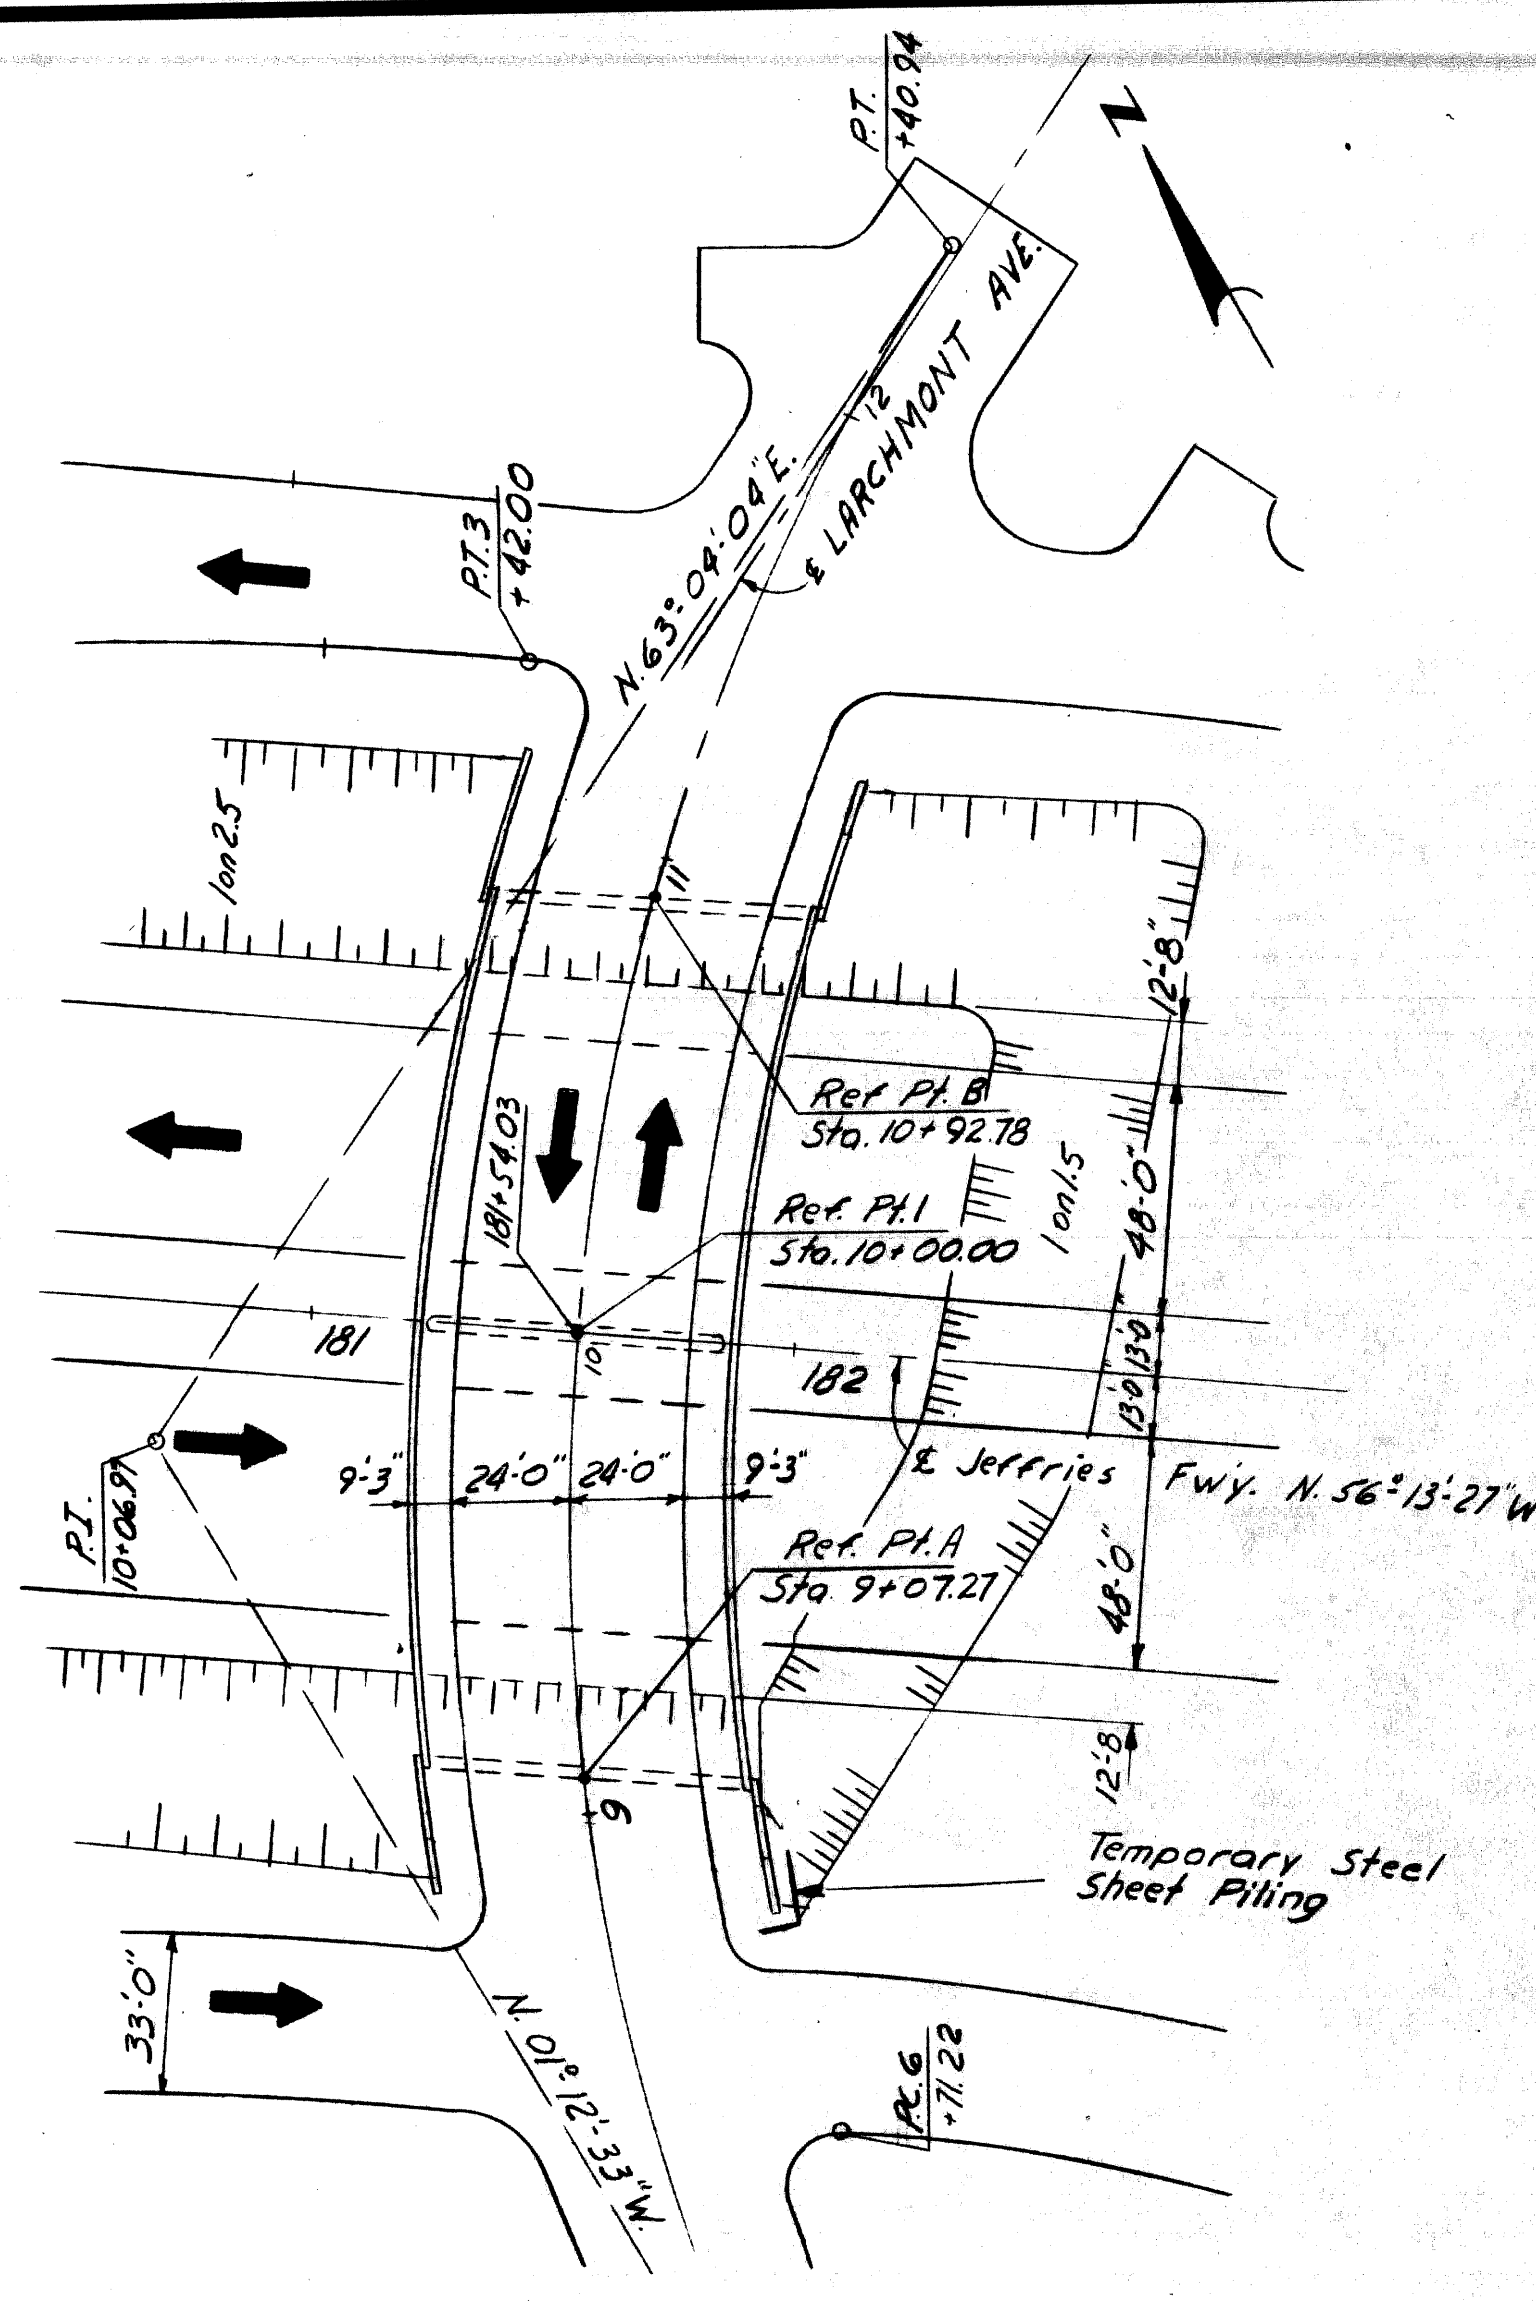 P.T.
+40.94
N
12
℄ LARCHMONT AVE.
N. 63°-04'-04"E.
P.T.3
+42.00
1 on 2.5
11
12'-8"
Ref Pt. B
Sta. 10+92.78
181+54.03
1 on 1.5
48'-0"
Ref. Pt. 1
Sta. 10+00.00
13'-0"
13'-0"
181
10
182
9'-3"
24'-0"
24'-0"
9'-3"
℄ Jeffries Fw'y. N. 56°-13'-27"W
P.I.
10+06.97
Ref. Pt. A
Sta 9+07.27
48'-0"
12'-8
9
Temporary Steel
Sheet Piling
33'-0"
N. 01°-12'-33"W.
P.C.6
+71.22